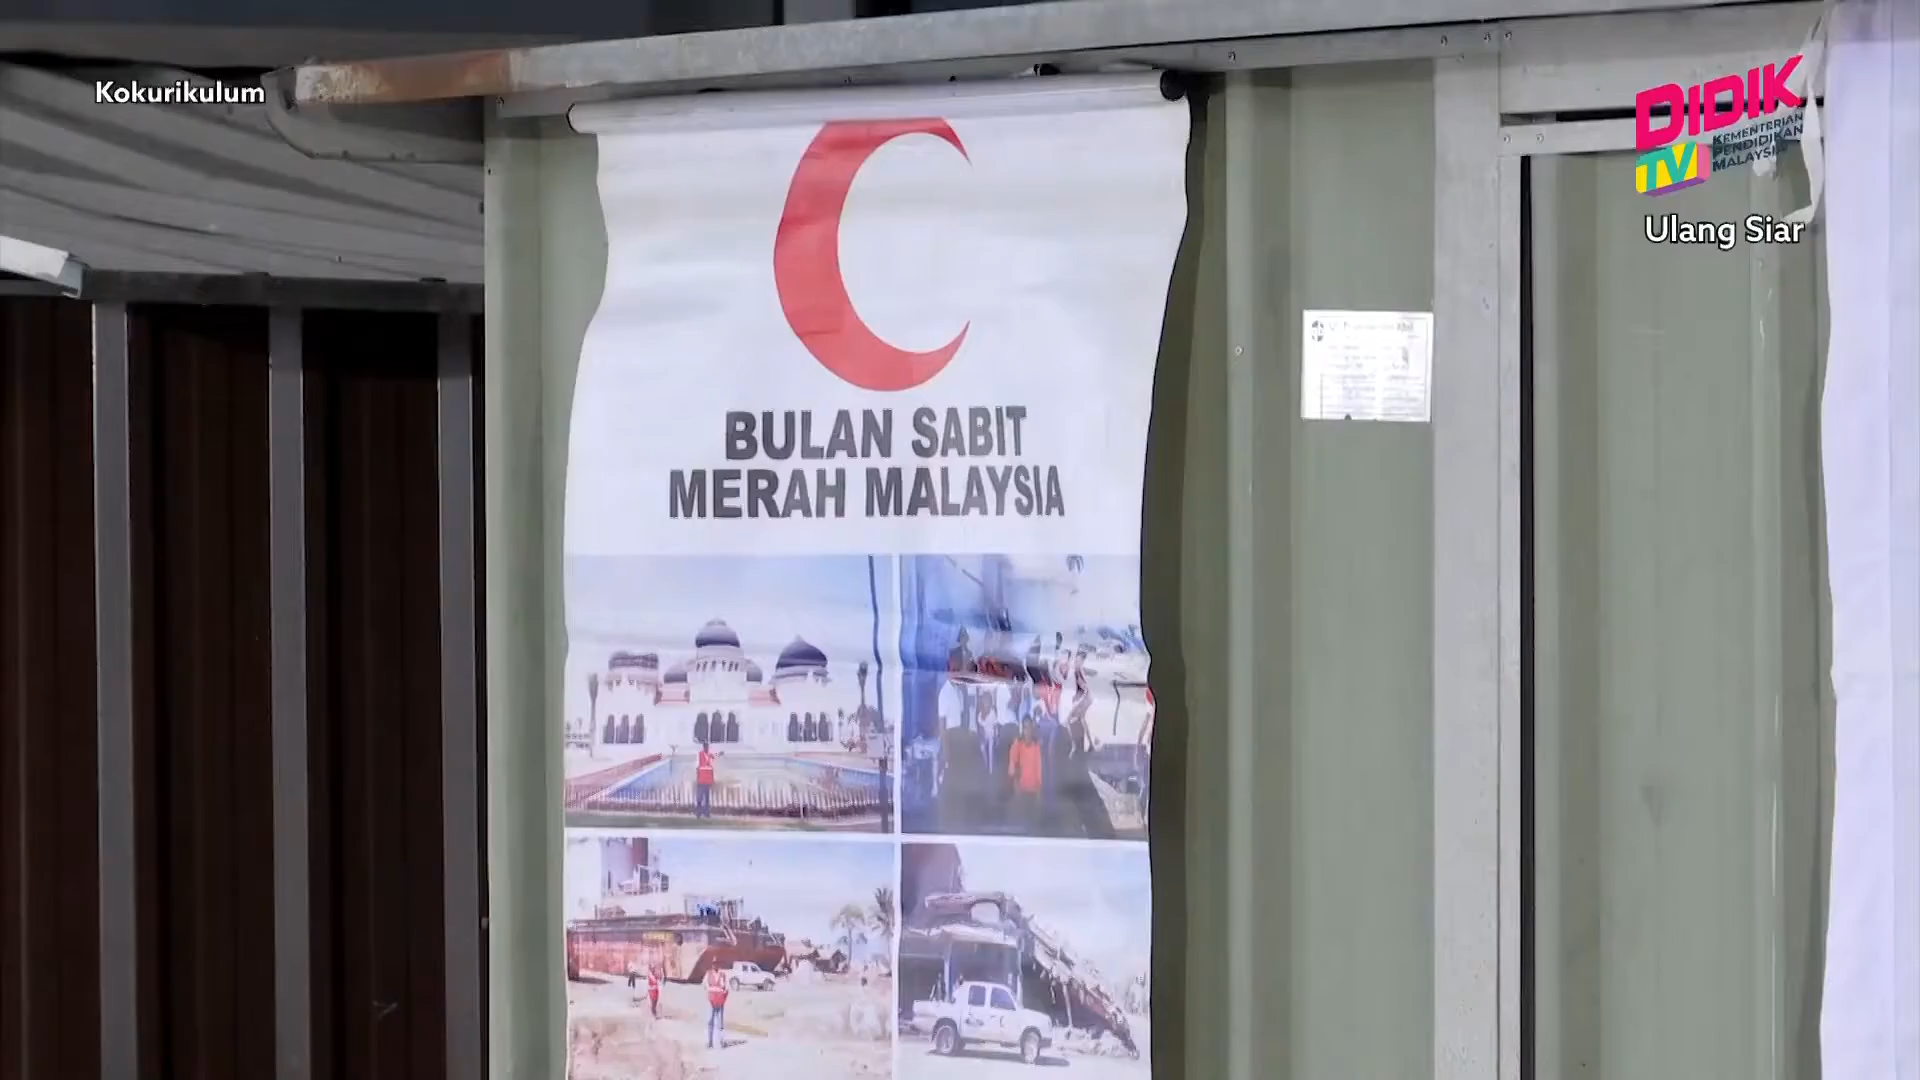 Kokurikulum
DIDIK
TV
KEMENTERIAN
PENDIDIKAN
MALAYSIA
Ulang Siar
BULAN SABIT
MERAH MALAYSIA